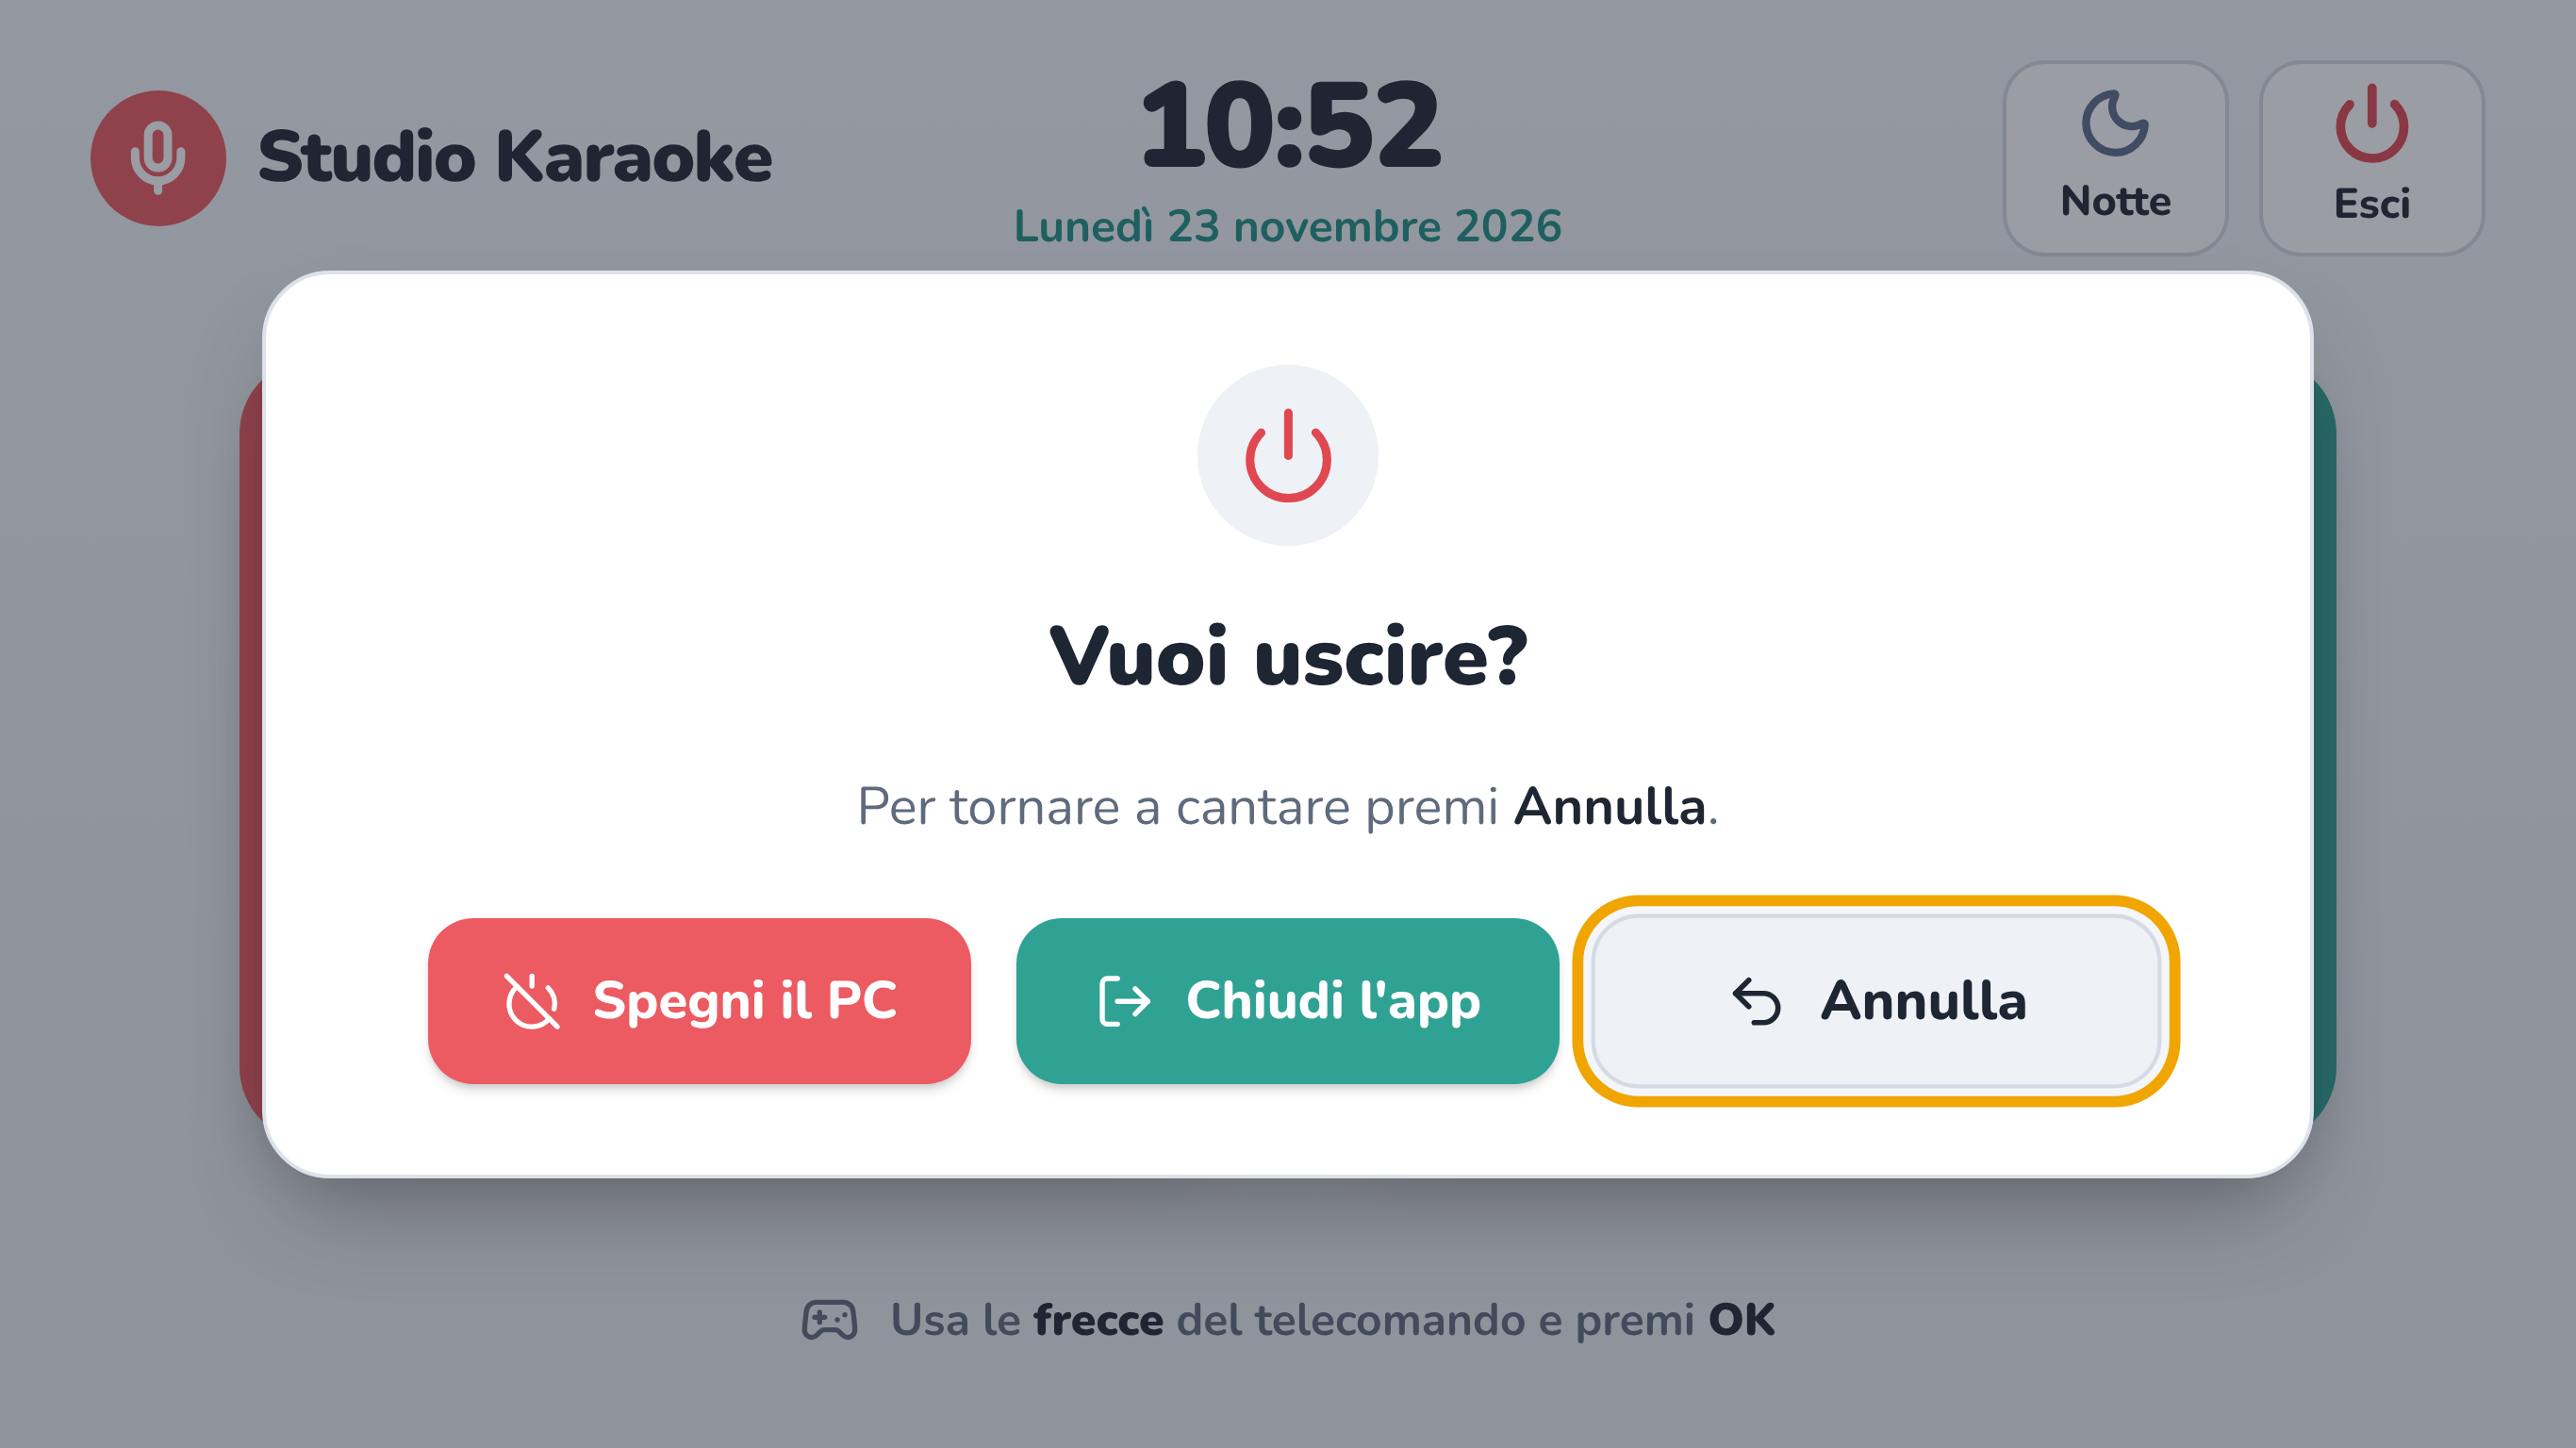 Studio Karaoke
10:52
Lunedì 23 novembre 2026
Notte
Esci
Vuoi uscire?
Per tornare a cantare premi Annulla.
Spegni il PC
Chiudi l'app
Annulla
Usa le frecce del telecomando e premi OK